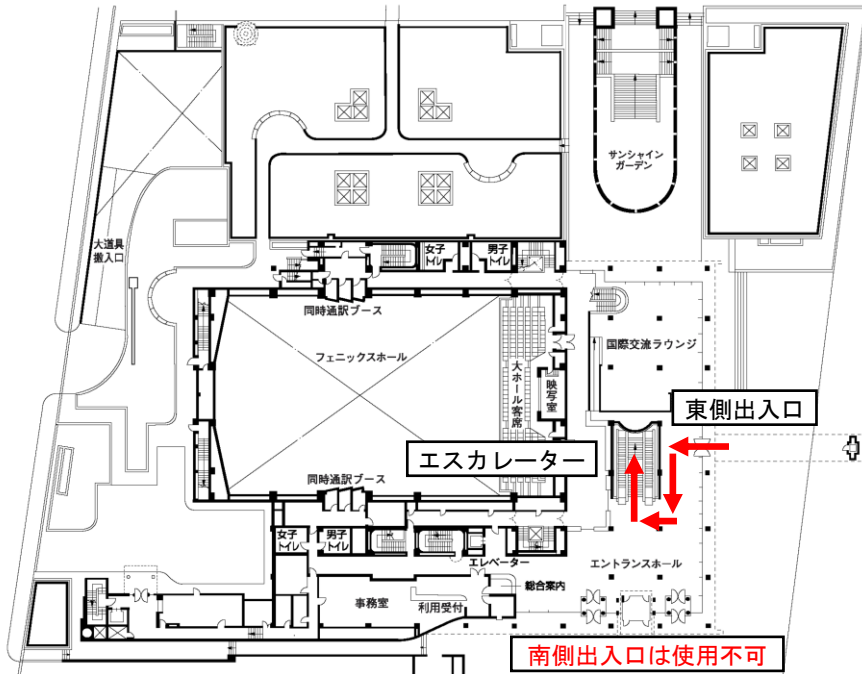 サンシャイン
ガーデン
大道具
搬入口
女子
トイレ
男子
トイレ
同時通訳ブース
フェニックスホール
大ホール客席
映写室
国際交流ラウンジ
東側出入口
エスカレーター
同時通訳ブース
女子
トイレ
男子
トイレ
エレベーター
エントランスホール
総合案内
事務室
利用受付
南側出入口は使用不可